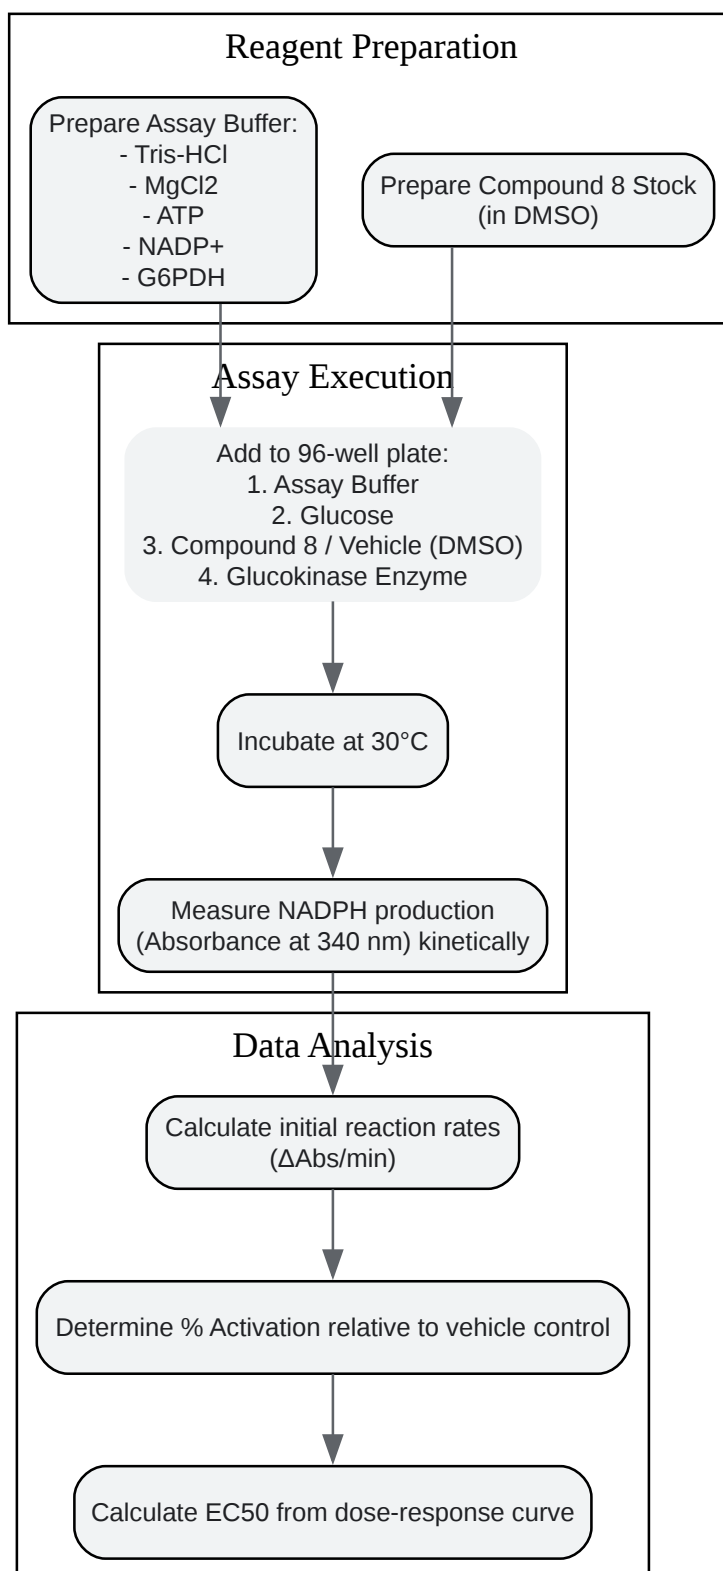 Reagent Preparation
Prepare Assay Buffer:
- Tris-HCl
- MgCl2
- ATP
- NADP+
- G6PDH
Prepare Compound 8 Stock
(in DMSO)
Assay Execution
Add to 96-well plate:
1. Assay Buffer
2. Glucose
3. Compound 8 / Vehicle (DMSO)
4. Glucokinase Enzyme
Incubate at 30°C
Measure NADPH production
(Absorbance at 340 nm) kinetically
Data Analysis
Calculate initial reaction rates
(ΔAbs/min)
Determine % Activation relative to vehicle control
Calculate EC50 from dose-response curve